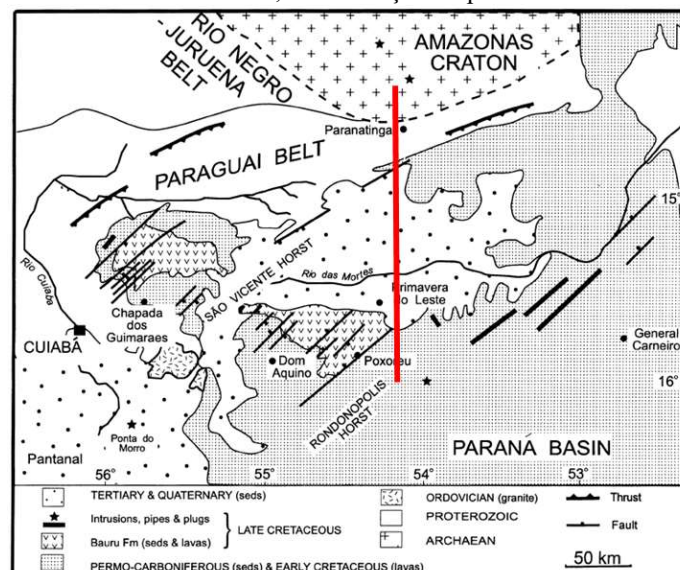 RIO NEGRO
JURUENA
BELT
AMAZONAS
CRATON
Paranatinga
PARAGUAI BELT
15°
Rio Cuiaba
SÃO VICENTE HORST
Rio das Mortes
Primavera
do Leste
Chapada
dos
Guimaraes
CUIABÁ
Dom
Aquino
Poxoreu
General
Carneiro
16°
RONDONOPOLIS
HORST
Ponta do
Morro
Pantanal
PARANÁ BASIN
56°
55°
54°
53°
TERTIARY & QUATERNARY (seds)
Intrusions, pipes & plugs
LATE CRETACEOUS
Bauru Fm (seds & lavas)
PERMO-CARBONIFEROUS (seds) & EARLY CRETACEOUS (lavas)
ORDOVICIAN (granite)
PROTEROZOIC
ARCHAEAN
Thrust
Fault
50 km